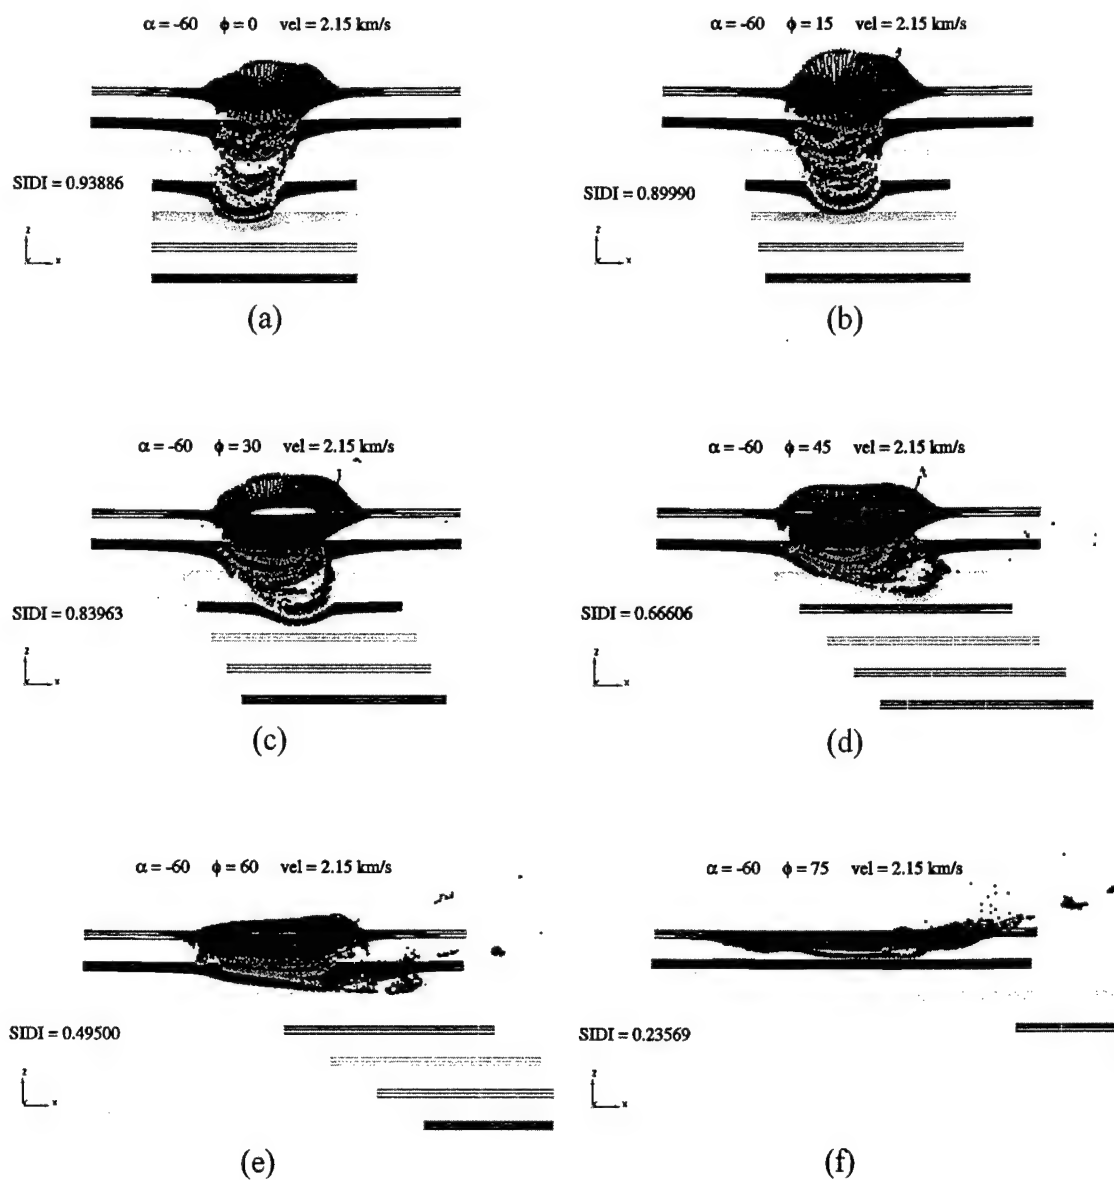 α = -60 ϕ = 0 vel = 2.15 km/s
SIDI = 0.93886
z
x
(a)
α = -60 ϕ = 15 vel = 2.15 km/s
SIDI = 0.89990
z
x
(b)
α = -60 ϕ = 30 vel = 2.15 km/s
SIDI = 0.83963
z
x
(c)
α = -60 ϕ = 45 vel = 2.15 km/s
SIDI = 0.66606
z
x
(d)
α = -60 ϕ = 60 vel = 2.15 km/s
SIDI = 0.49500
z
x
(e)
α = -60 ϕ = 75 vel = 2.15 km/s
SIDI = 0.23569
z
x
(f)